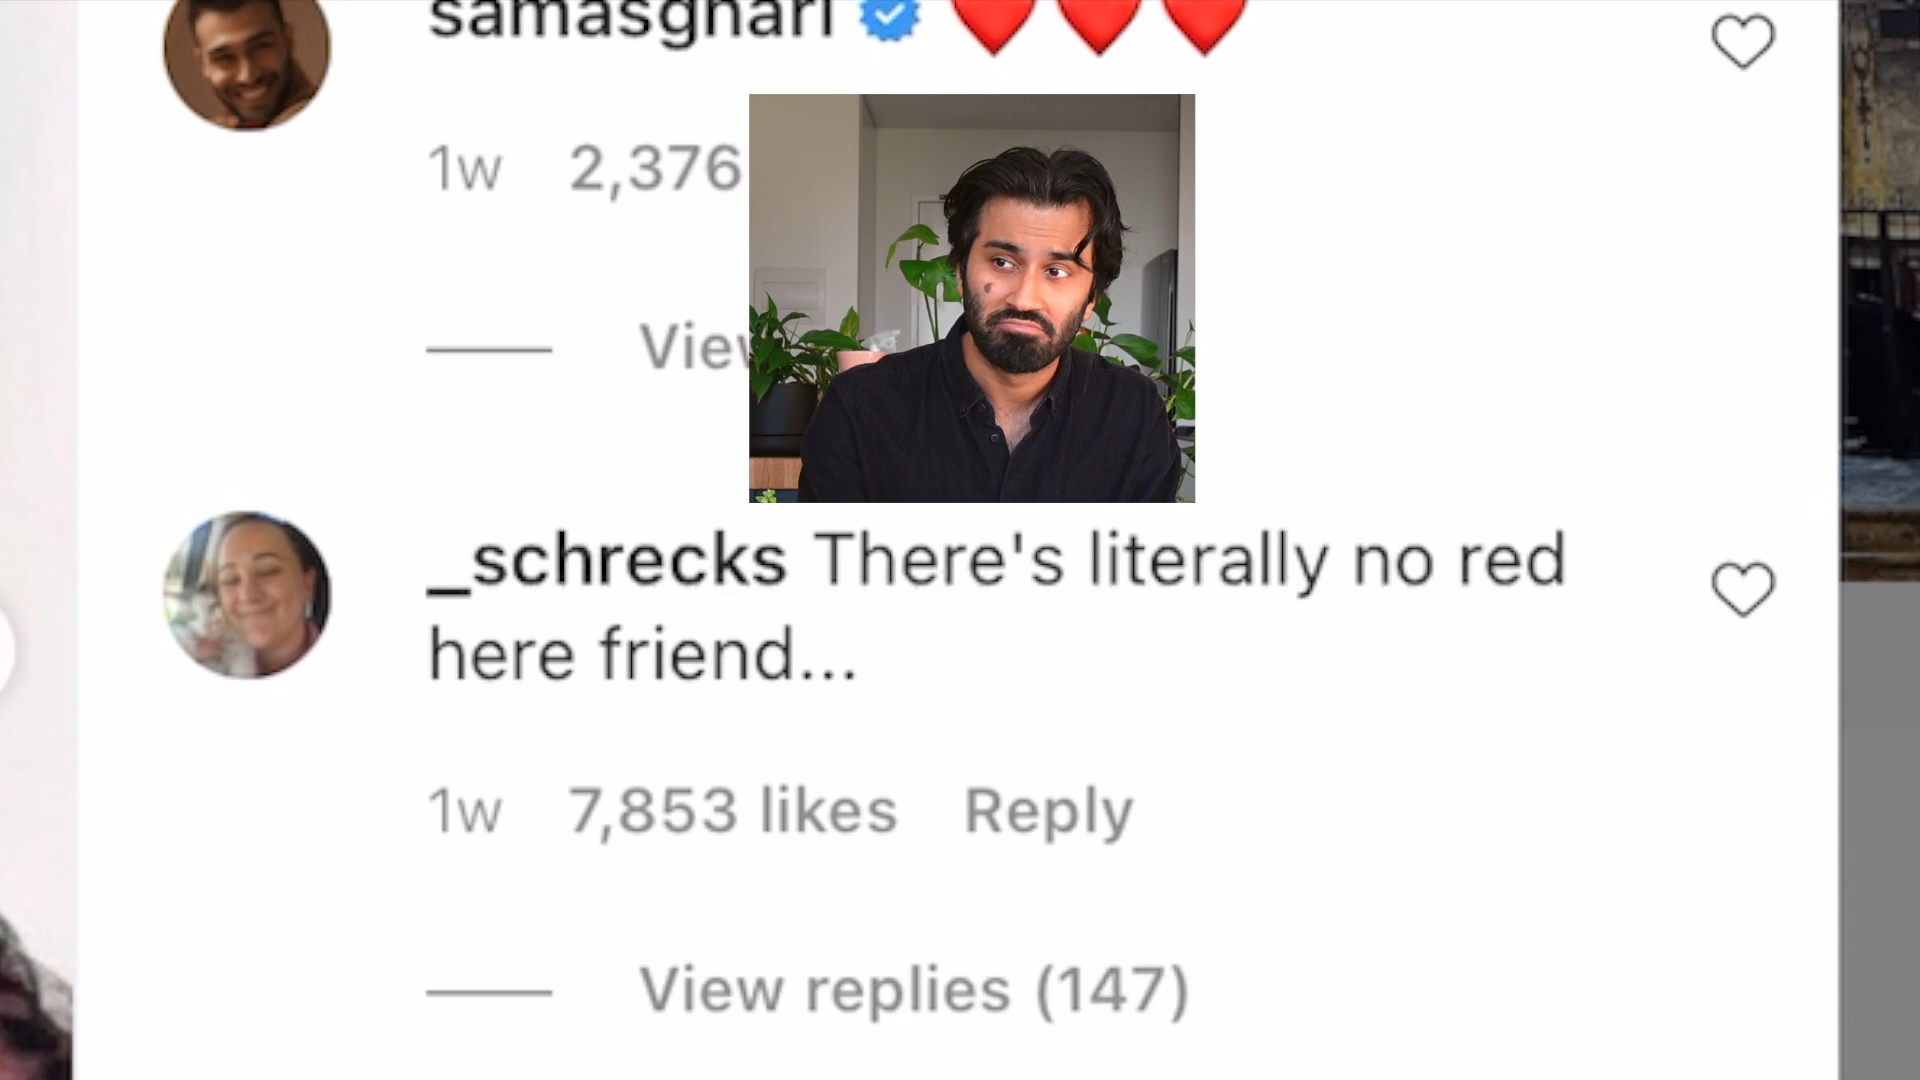 samasghari ❤️❤️❤️
1w 2,376
Vie
_schrecks There's literally no red
here friend...
1w 7,853 likes Reply
View replies (147)